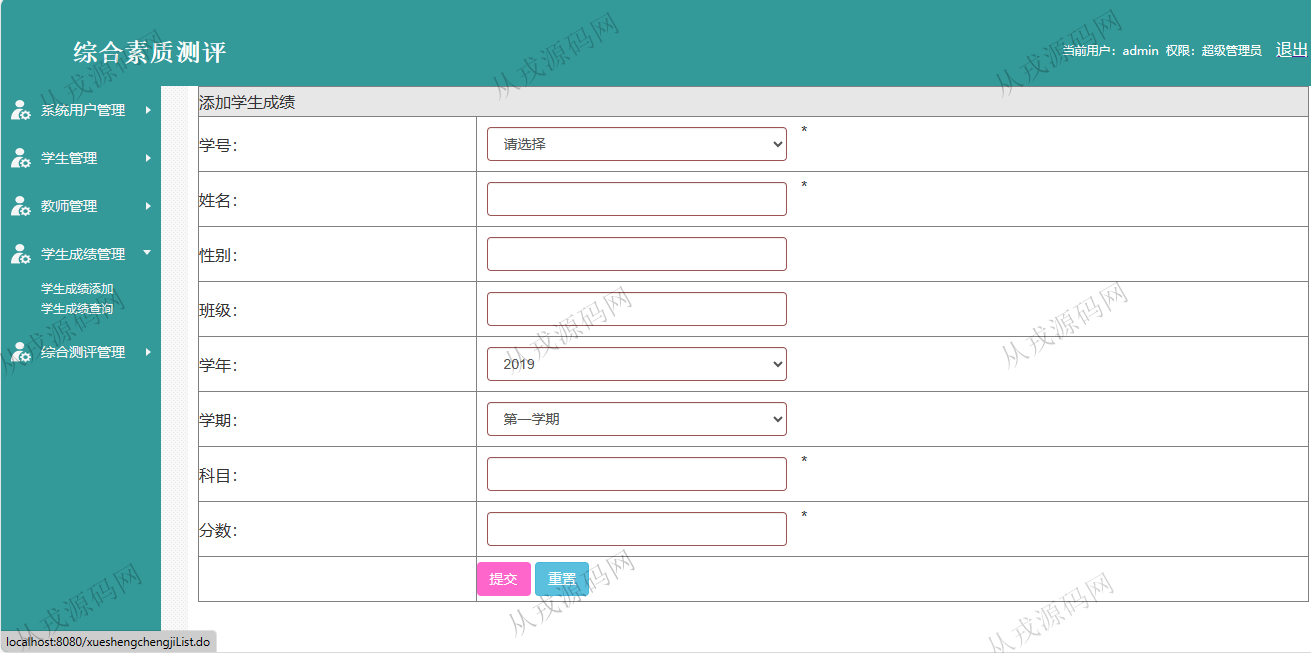 综合素质测评
当前用户：admin 权限：超级管理员 退出
系统用户管理
学生管理
教师管理
学生成绩管理
学生成绩添加
学生成绩查询
综合测评管理
添加学生成绩
学号：
请选择
*
姓名：
*
性别：
班级：
学年：
2019
学期：
第一学期
科目：
*
分数：
*
提交 重置
localhost:8080/xueshengchengjiList.do
从戎源码网
从戎源码网
从戎源码网
从戎源码网
从戎源码网
从戎源码网
从戎源码网
从戎源码网
从戎源码网